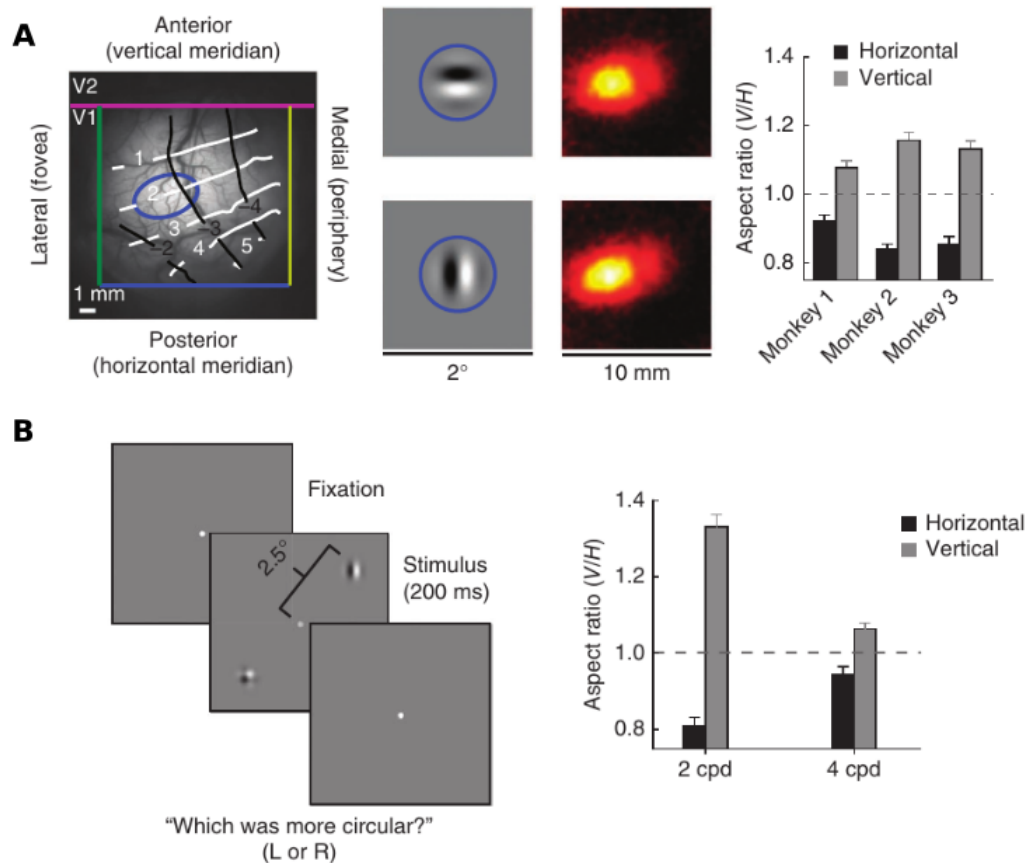 A
Anterior
(vertical meridian)
V2
V1
1
2
3
4
5
-2
-3
-4
1 mm
Lateral (fovea)
Medial (periphery)
Posterior
(horizontal meridian)
2°
10 mm
Horizontal
Vertical
Aspect ratio (V/H)
1.4
1.2
1.0
0.8
Monkey 1
Monkey 2
Monkey 3
B
Fixation
2.5°
Stimulus
(200 ms)
"Which was more circular?"
(L or R)
Horizontal
Vertical
Aspect ratio (V/H)
1.4
1.2
1.0
0.8
2 cpd
4 cpd